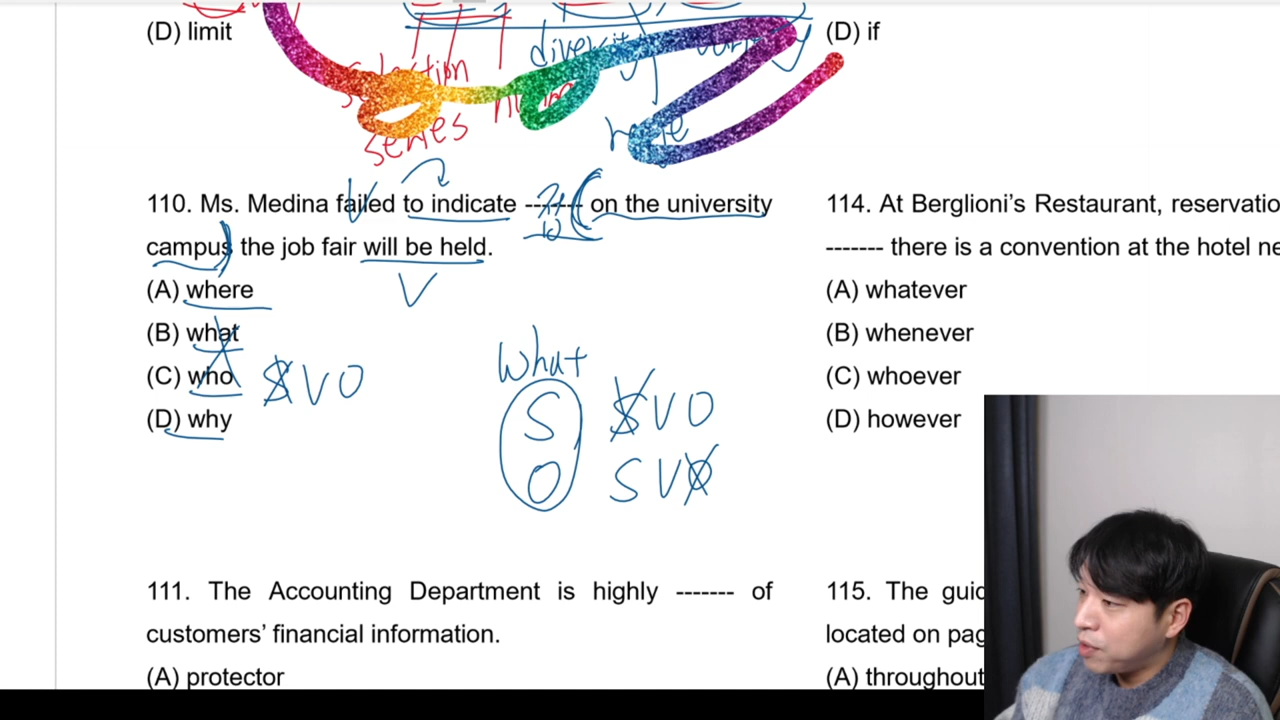 (D) limit
diversity
selection
series
110. Ms. Medina failed to indicate ------- on the university
campus the job fair will be held.
V
V
(A) where
(B) what
(C) who
S V O
(D) why
What
S
S V O
O
S V O
111. The Accounting Department is highly ------- of
customers’ financial information.
(A) protector
(D) if
114. At Berglioni’s Restaurant, reservatio
------- there is a convention at the hotel ne
(A) whatever
(B) whenever
(C) whoever
(D) however
115. The guid
located on pag
(A) throughout